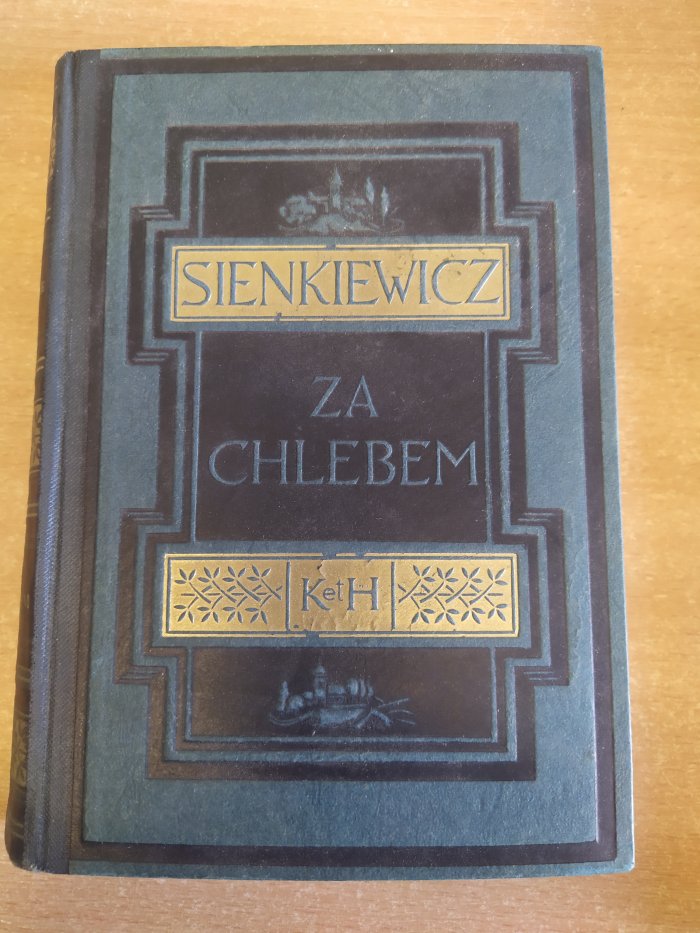 SIENKIEWICZ
ZA
CHLEBEM
K et H